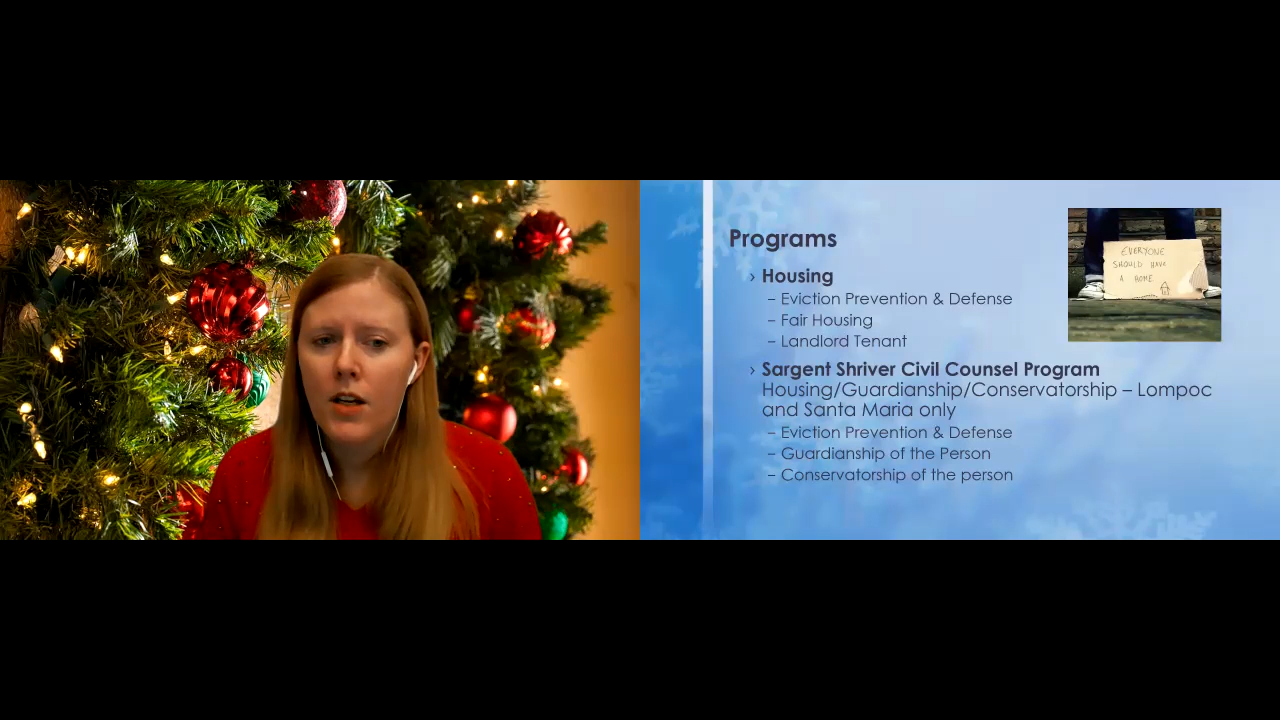 Programs
› Housing
– Eviction Prevention & Defense
– Fair Housing
– Landlord Tenant
› Sargent Shriver Civil Counsel Program
Housing/Guardianship/Conservatorship – Lompoc
and Santa Maria only
– Eviction Prevention & Defense
– Guardianship of the Person
– Conservatorship of the person
EVERYONE
SHOULD HAVE
A HOME